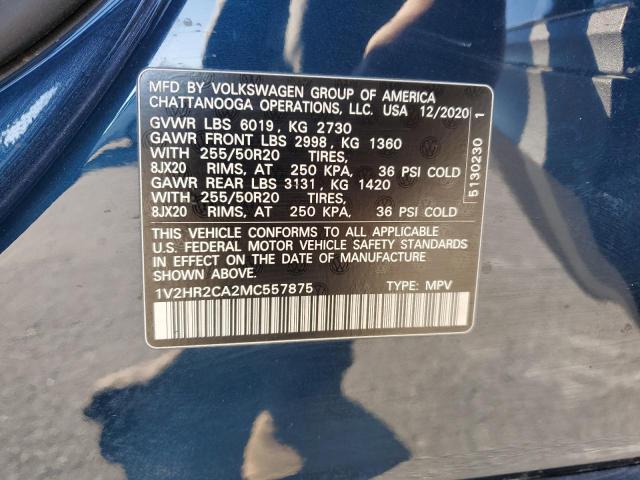 MFD BY VOLKSWAGEN GROUP OF AMERICA
CHATTANOOGA OPERATIONS, LLC. USA 12/2020
GVWR LBS 6019, KG 2730
GAWR FRONT LBS 2998, KG 1360
WITH 255/50R20 TIRES,
8JX20 RIMS, AT 250 KPA, 36 PSI COLD
GAWR REAR LBS 3131, KG 1420
WITH 255/50R20 TIRES,
8JX20 RIMS, AT 250 KPA, 36 PSI COLD
THIS VEHICLE CONFORMS TO ALL APPLICABLE
U.S. FEDERAL MOTOR VEHICLE SAFETY STANDARDS
IN EFFECT ON THE DATE OF MANUFACTURE
SHOWN ABOVE.
1V2HR2CA2MC557875 TYPE: MPV
5130230 1